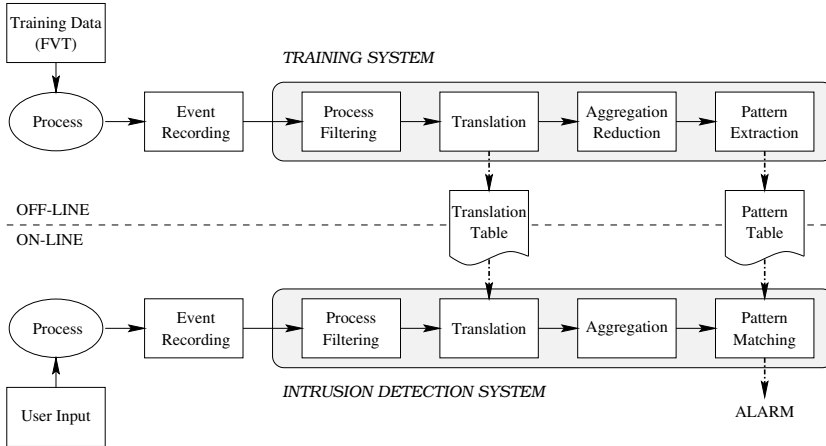 Training Data
(FVT)
TRAINING SYSTEM
Process
Event
Recording
Process
Filtering
Translation
Aggregation
Reduction
Pattern
Extraction
OFF-LINE
ON-LINE
Translation
Table
Pattern
Table
Process
Event
Recording
Process
Filtering
Translation
Aggregation
Pattern
Matching
User Input
INTRUSION DETECTION SYSTEM
ALARM